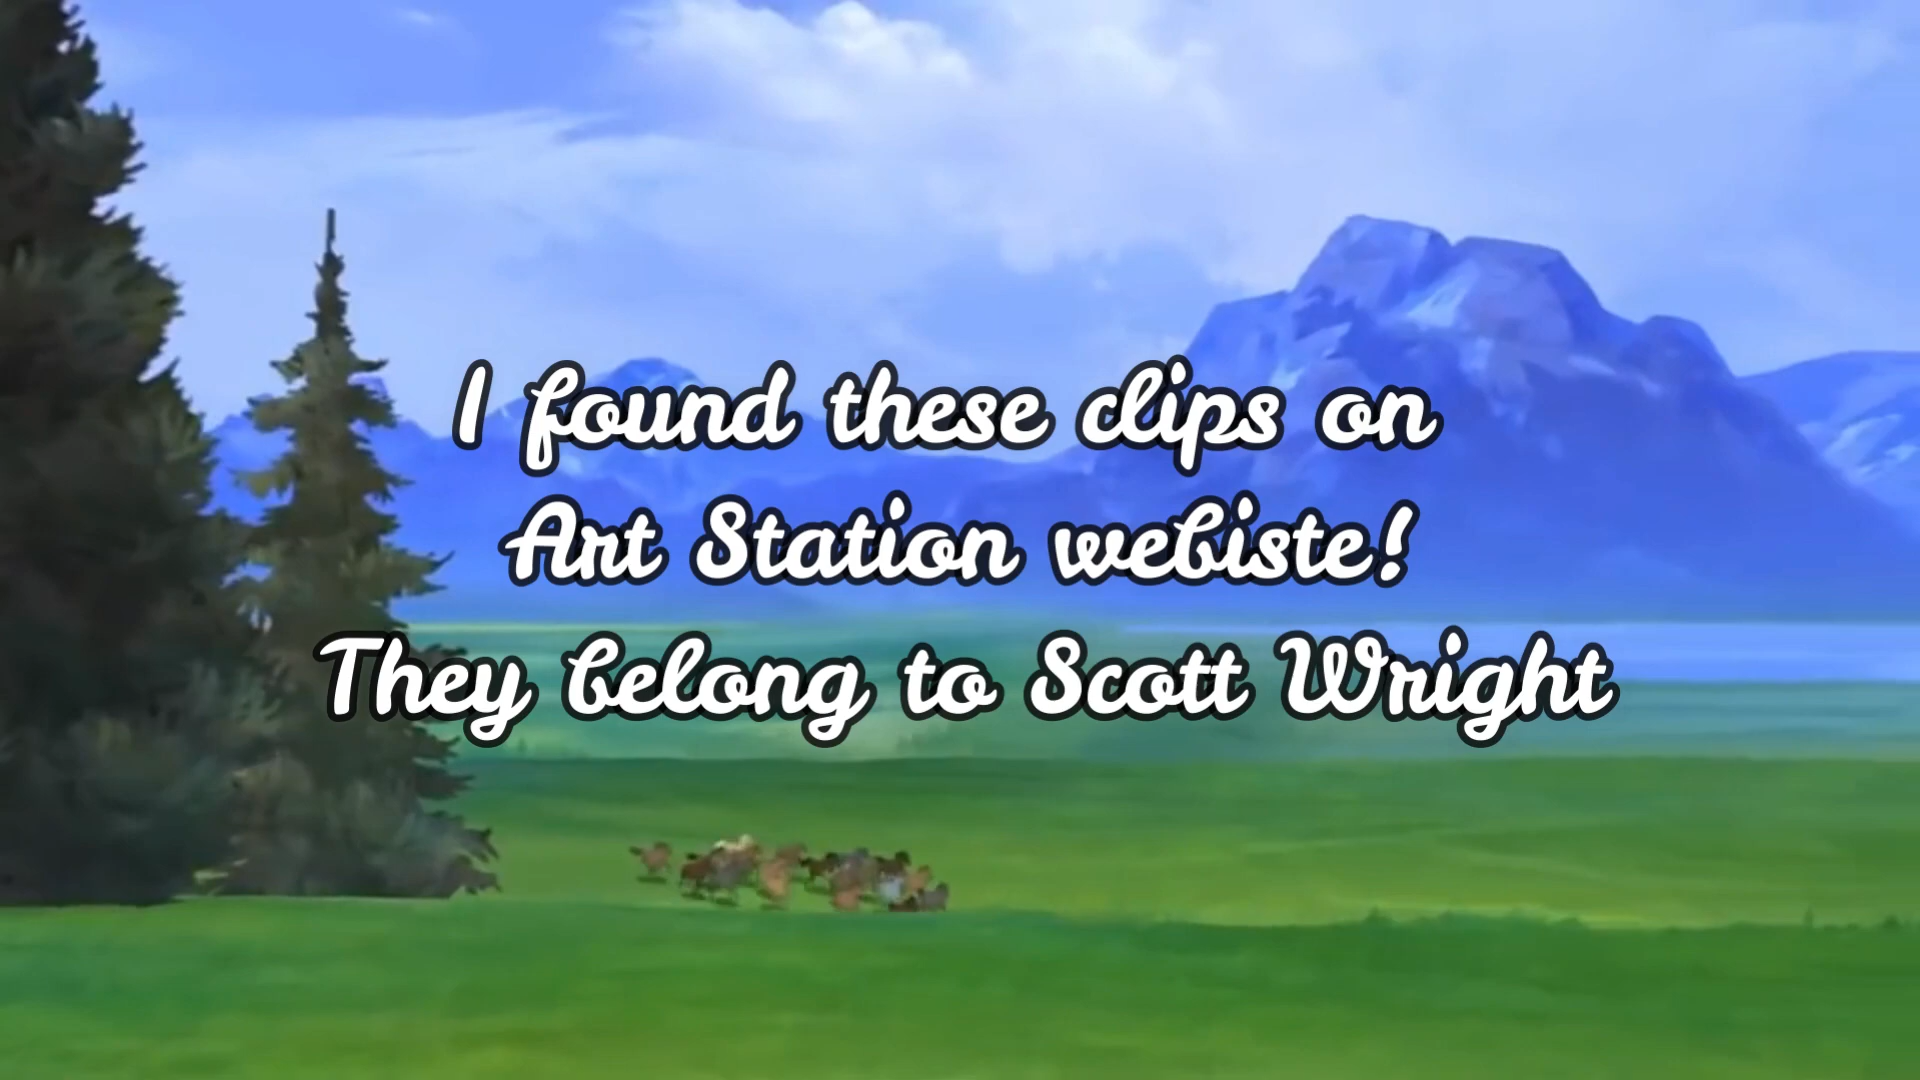 I found these clips on
Art Station webiste!
They belong to Scott Wright